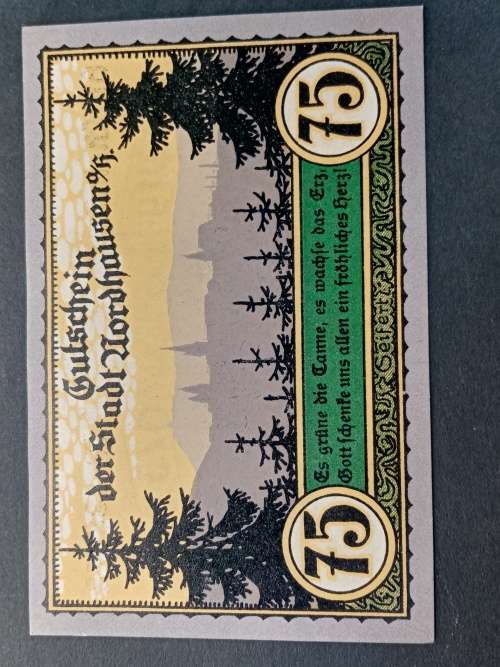 Gutschein
der Stadt Nordhausen a/H.
75
75
Es grüne die Tanne, es wachse das Erz,
Gott schenke uns allen ein fröhliches Herz!